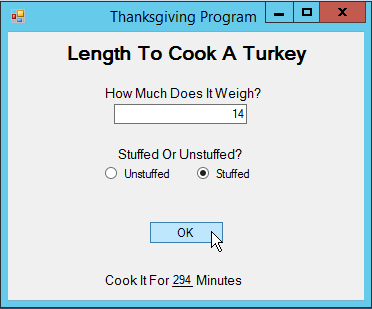 Thanksgiving Program
Length To Cook A Turkey
How Much Does It Weigh?
14
Stuffed Or Unstuffed?
Unstuffed Stuffed
OK
Cook It For 294 Minutes